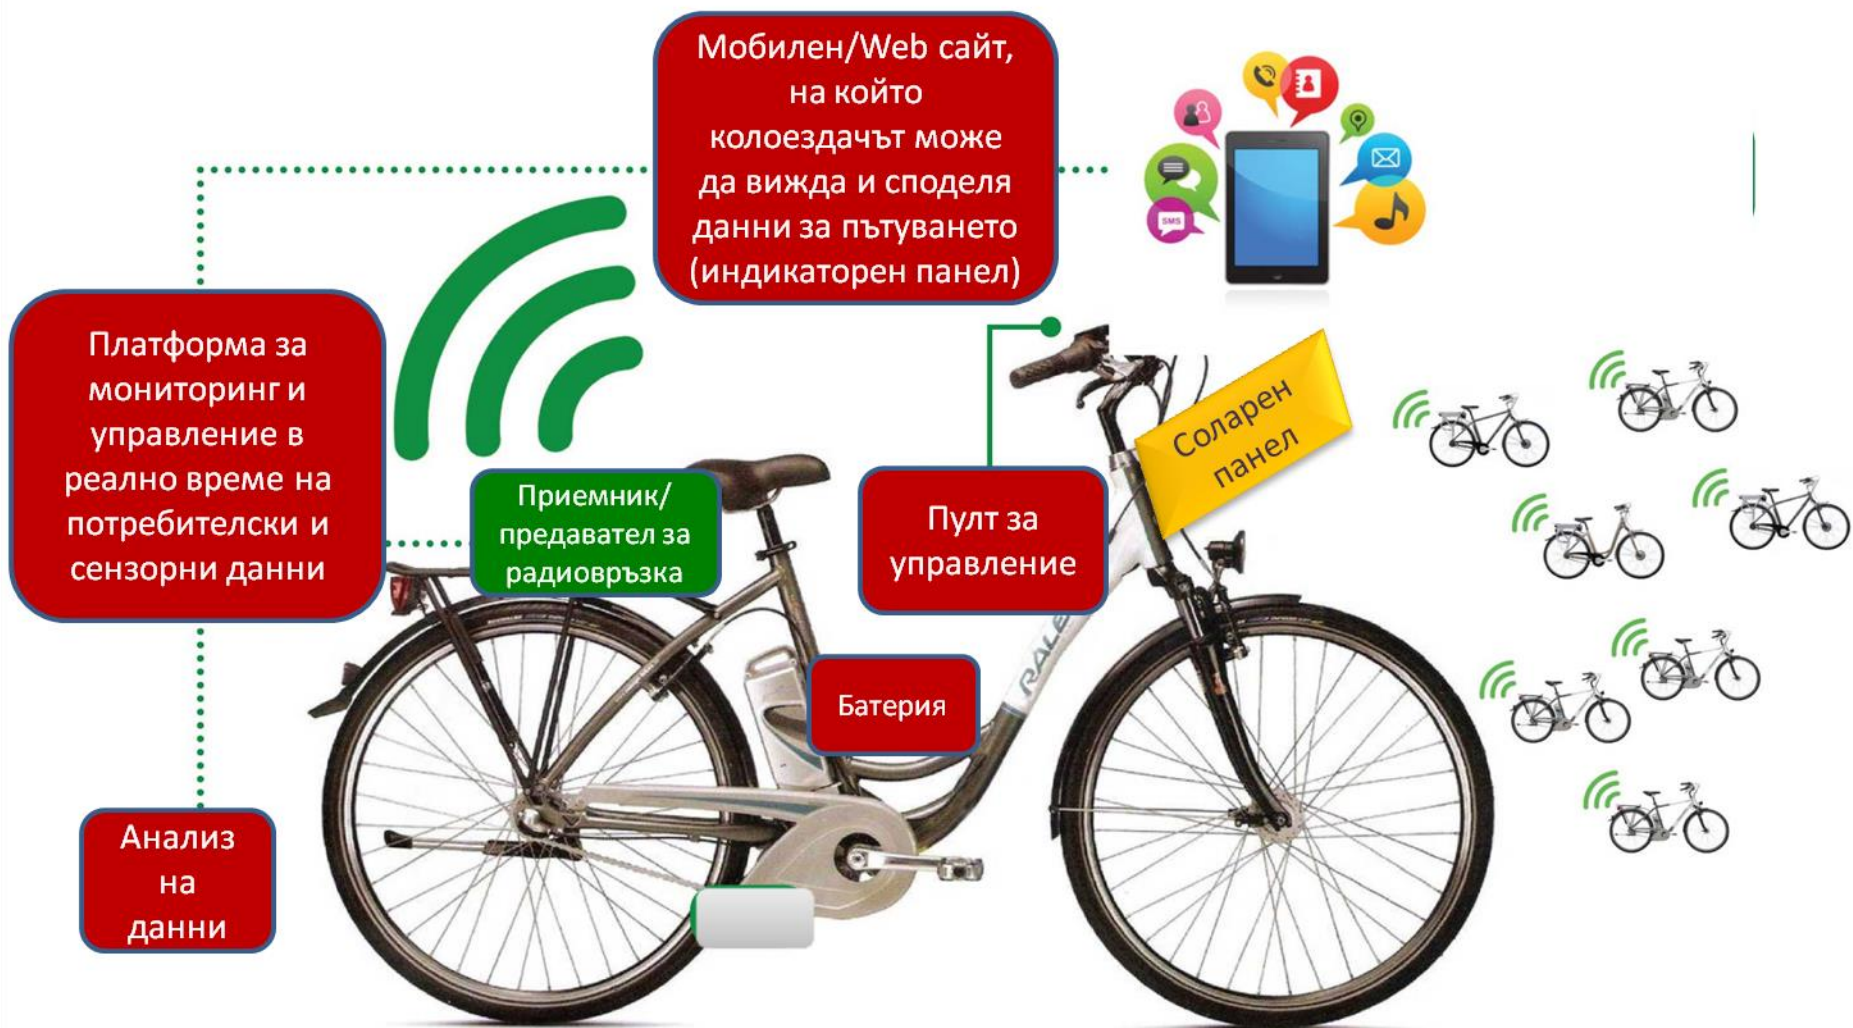 Мобилен/Web сайт,
на който
колоездачът може
да вижда и споделя
данни за пътуването
(индикаторен панел)
SMS
Платформа за
мониторинг и
управление в
реално време на
потребителски и
сензорни данни
Приемник/
предавател за
радиовръзка
Пулт за
управление
Соларен
панел
Батерия
RALE
Анализ
на
данни